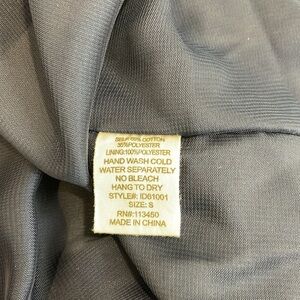 65% COTTON
35%POLYESTER
LINING:100%POLYESTER
HAND WASH COLD
WATER SEPARATELY
NO BLEACH
HANG TO DRY
STYLE#: ID61001
SIZE: S
RN#:113450
MADE IN CHINA